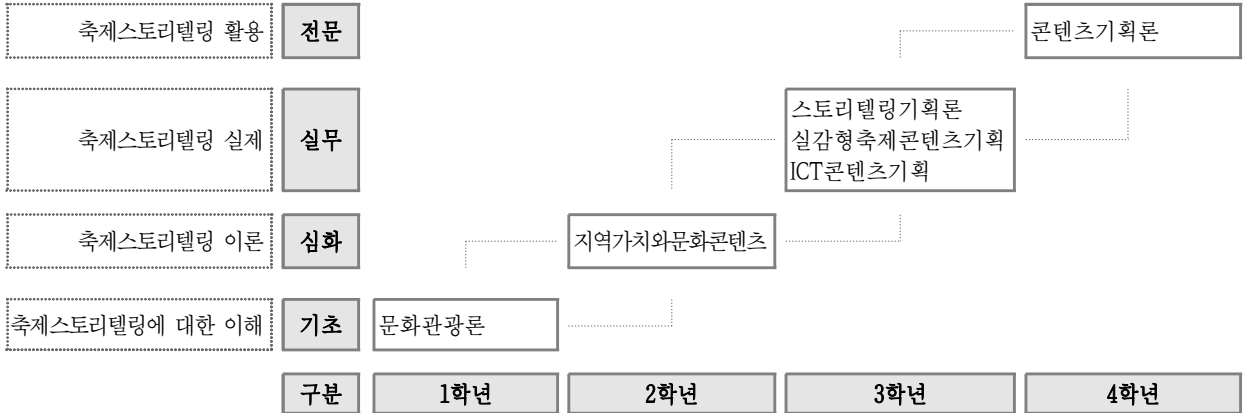 축제스토리텔링 활용 전문 콘텐츠기획론
축제스토리텔링 실제 실무 스토리텔링기획론
실감형축제콘텐츠기획
ICT콘텐츠기획
축제스토리텔링 이론 심화 지역가치와문화콘텐츠
축제스토리텔링에 대한 이해 기초 문화관광론
구분 1학년 2학년 3학년 4학년